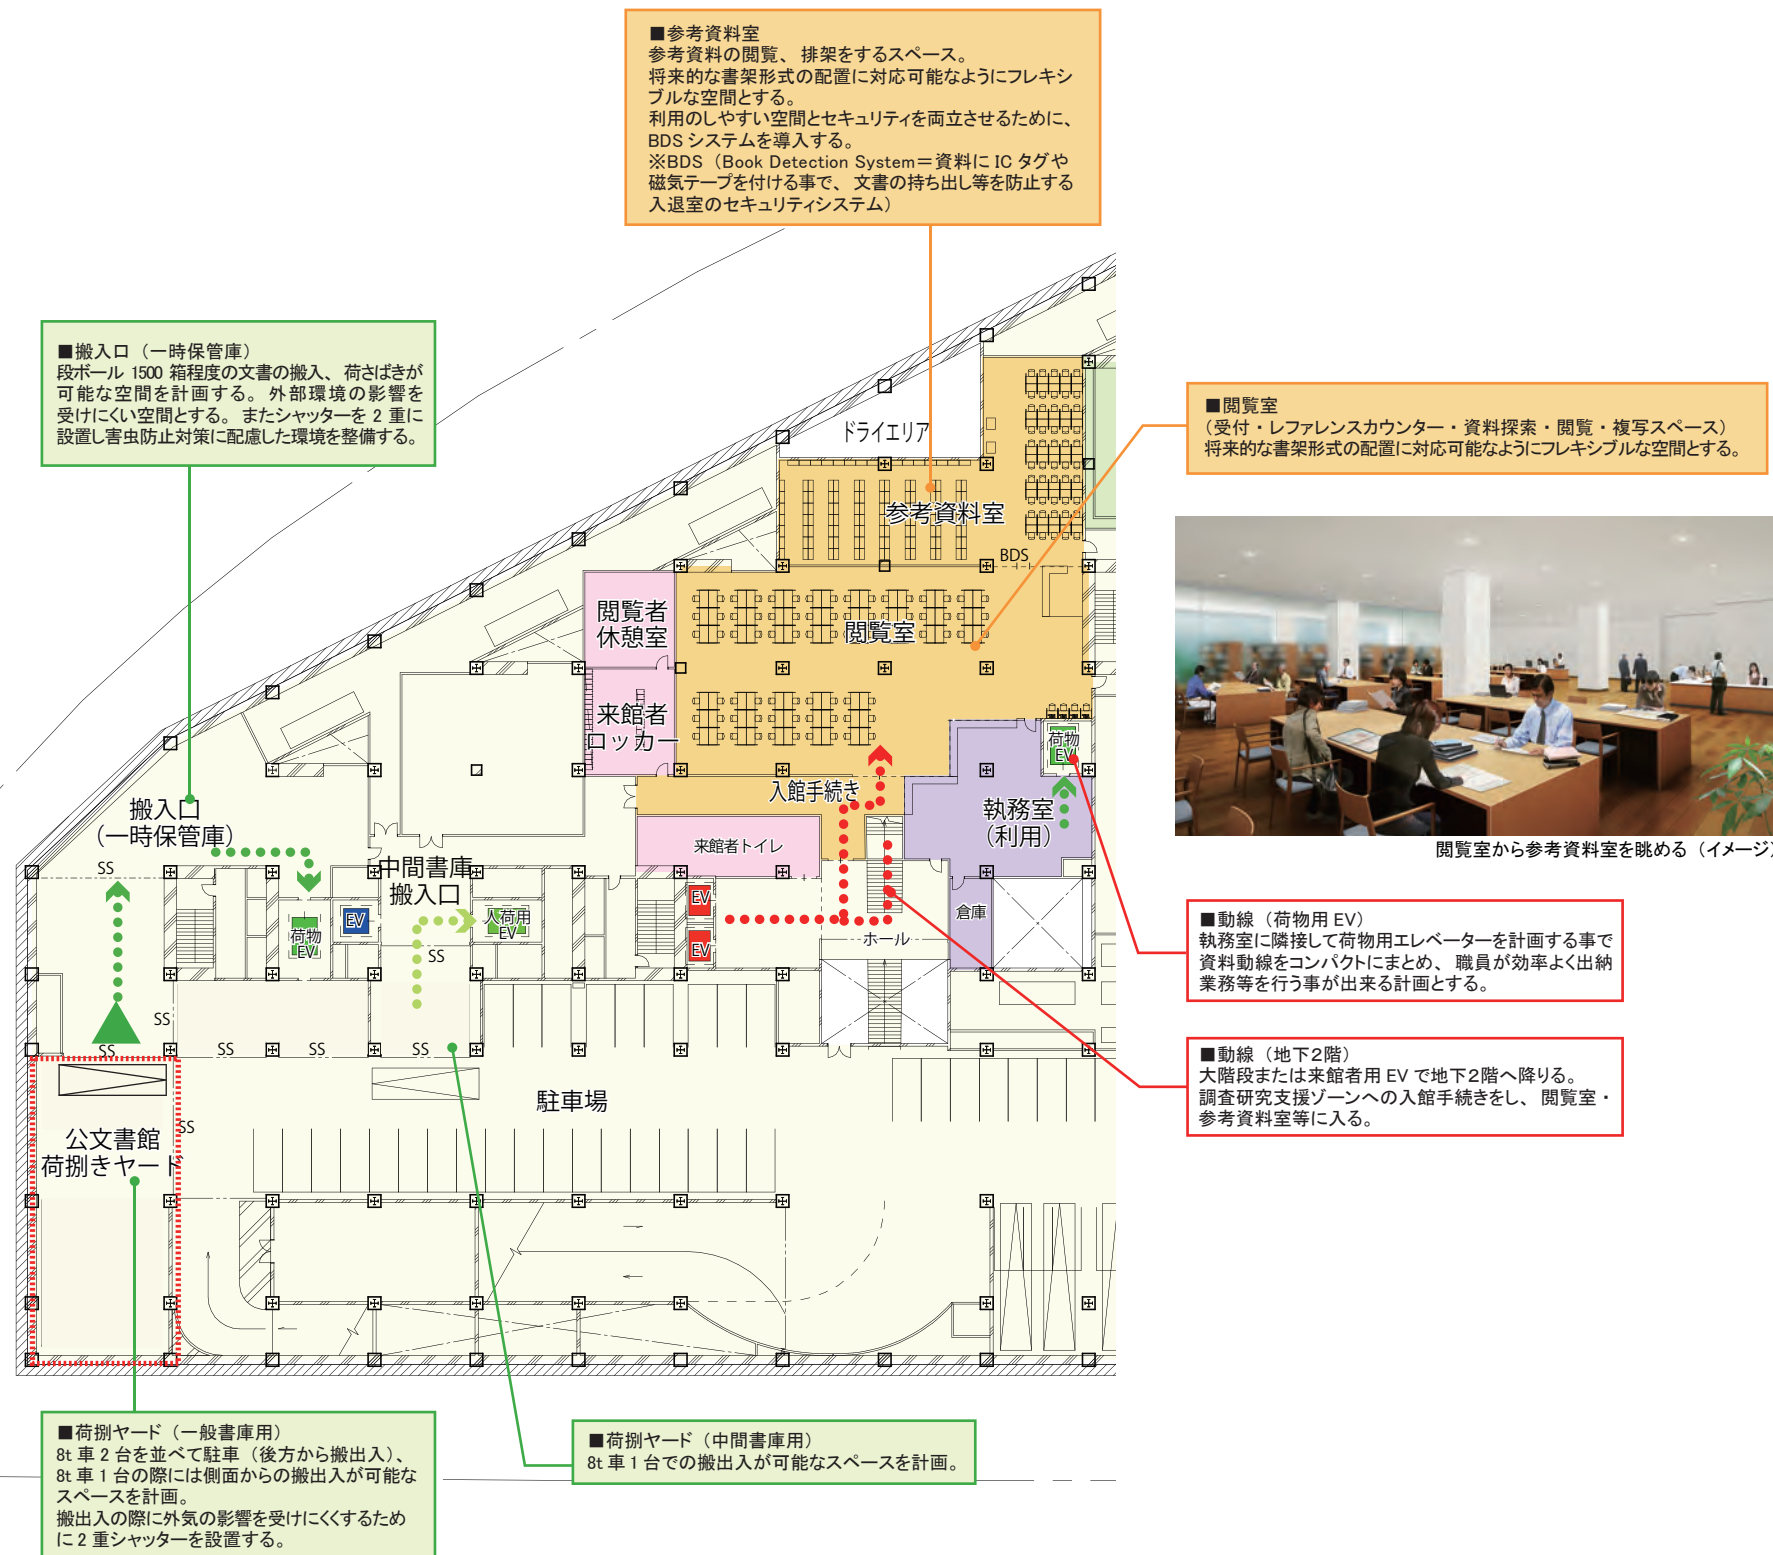 ■参考資料室
参考資料の閲覧、排架をするスペース。
将来的な書架形式の配置に対応可能なようにフレキシ
ブルな空間とする。
利用のしやすい空間とセキュリティを両立させるために、
BDS システムを導入する。
※BDS（Book Detection System＝資料に IC タグや
磁気テープを付ける事で、文書の持ち出し等を防止する
入退室のセキュリティシステム）
■搬入口（一時保管庫）
段ボール 1500 箱程度の文書の搬入、荷さばきが
可能な空間を計画する。外部環境の影響を
受けにくい空間とする。またシャッターを 2 重に
設置し害虫防止対策に配慮した環境を整備する。
■閲覧室
（受付・レファレンスカウンター・資料探索・閲覧・複写スペース）
将来的な書架形式の配置に対応可能なようにフレキシブルな空間とする。
ドライエリア
参考資料室
BDS
閲覧者
休憩室
閲覧室
来館者
ロッカー
荷物
EV
入館手続き
搬入口
（一時保管庫）
執務室
（利用）
来館者トイレ
閲覧室から参考資料室を眺める（イメージ）
SS
中間書庫
搬入口
EV
人荷用
EV
EV
倉庫
荷物
EV
ホール
EV
SS
■動線（荷物用 EV）
執務室に隣接して荷物用エレベーターを計画する事で
資料動線をコンパクトにまとめ、職員が効率よく出納
業務等を行う事が出来る計画とする。
SS
SS
SS
SS
SS
■動線（地下2階）
大階段または来館者用 EV で地下2階へ降りる。
調査研究支援ゾーンへの入館手続きをし、閲覧室・
参考資料室等に入る。
駐車場
SS
公文書館
荷捌きヤード
■荷捌ヤード（一般書庫用）
8t 車 2 台を並べて駐車（後方から搬出入）、
8t 車 1 台の際には側面からの搬出入が可能な
スペースを計画。
搬出入の際に外気の影響を受けにくくするため
に 2 重シャッターを設置する。
■荷捌ヤード（中間書庫用）
8t 車 1 台での搬出入が可能なスペースを計画。